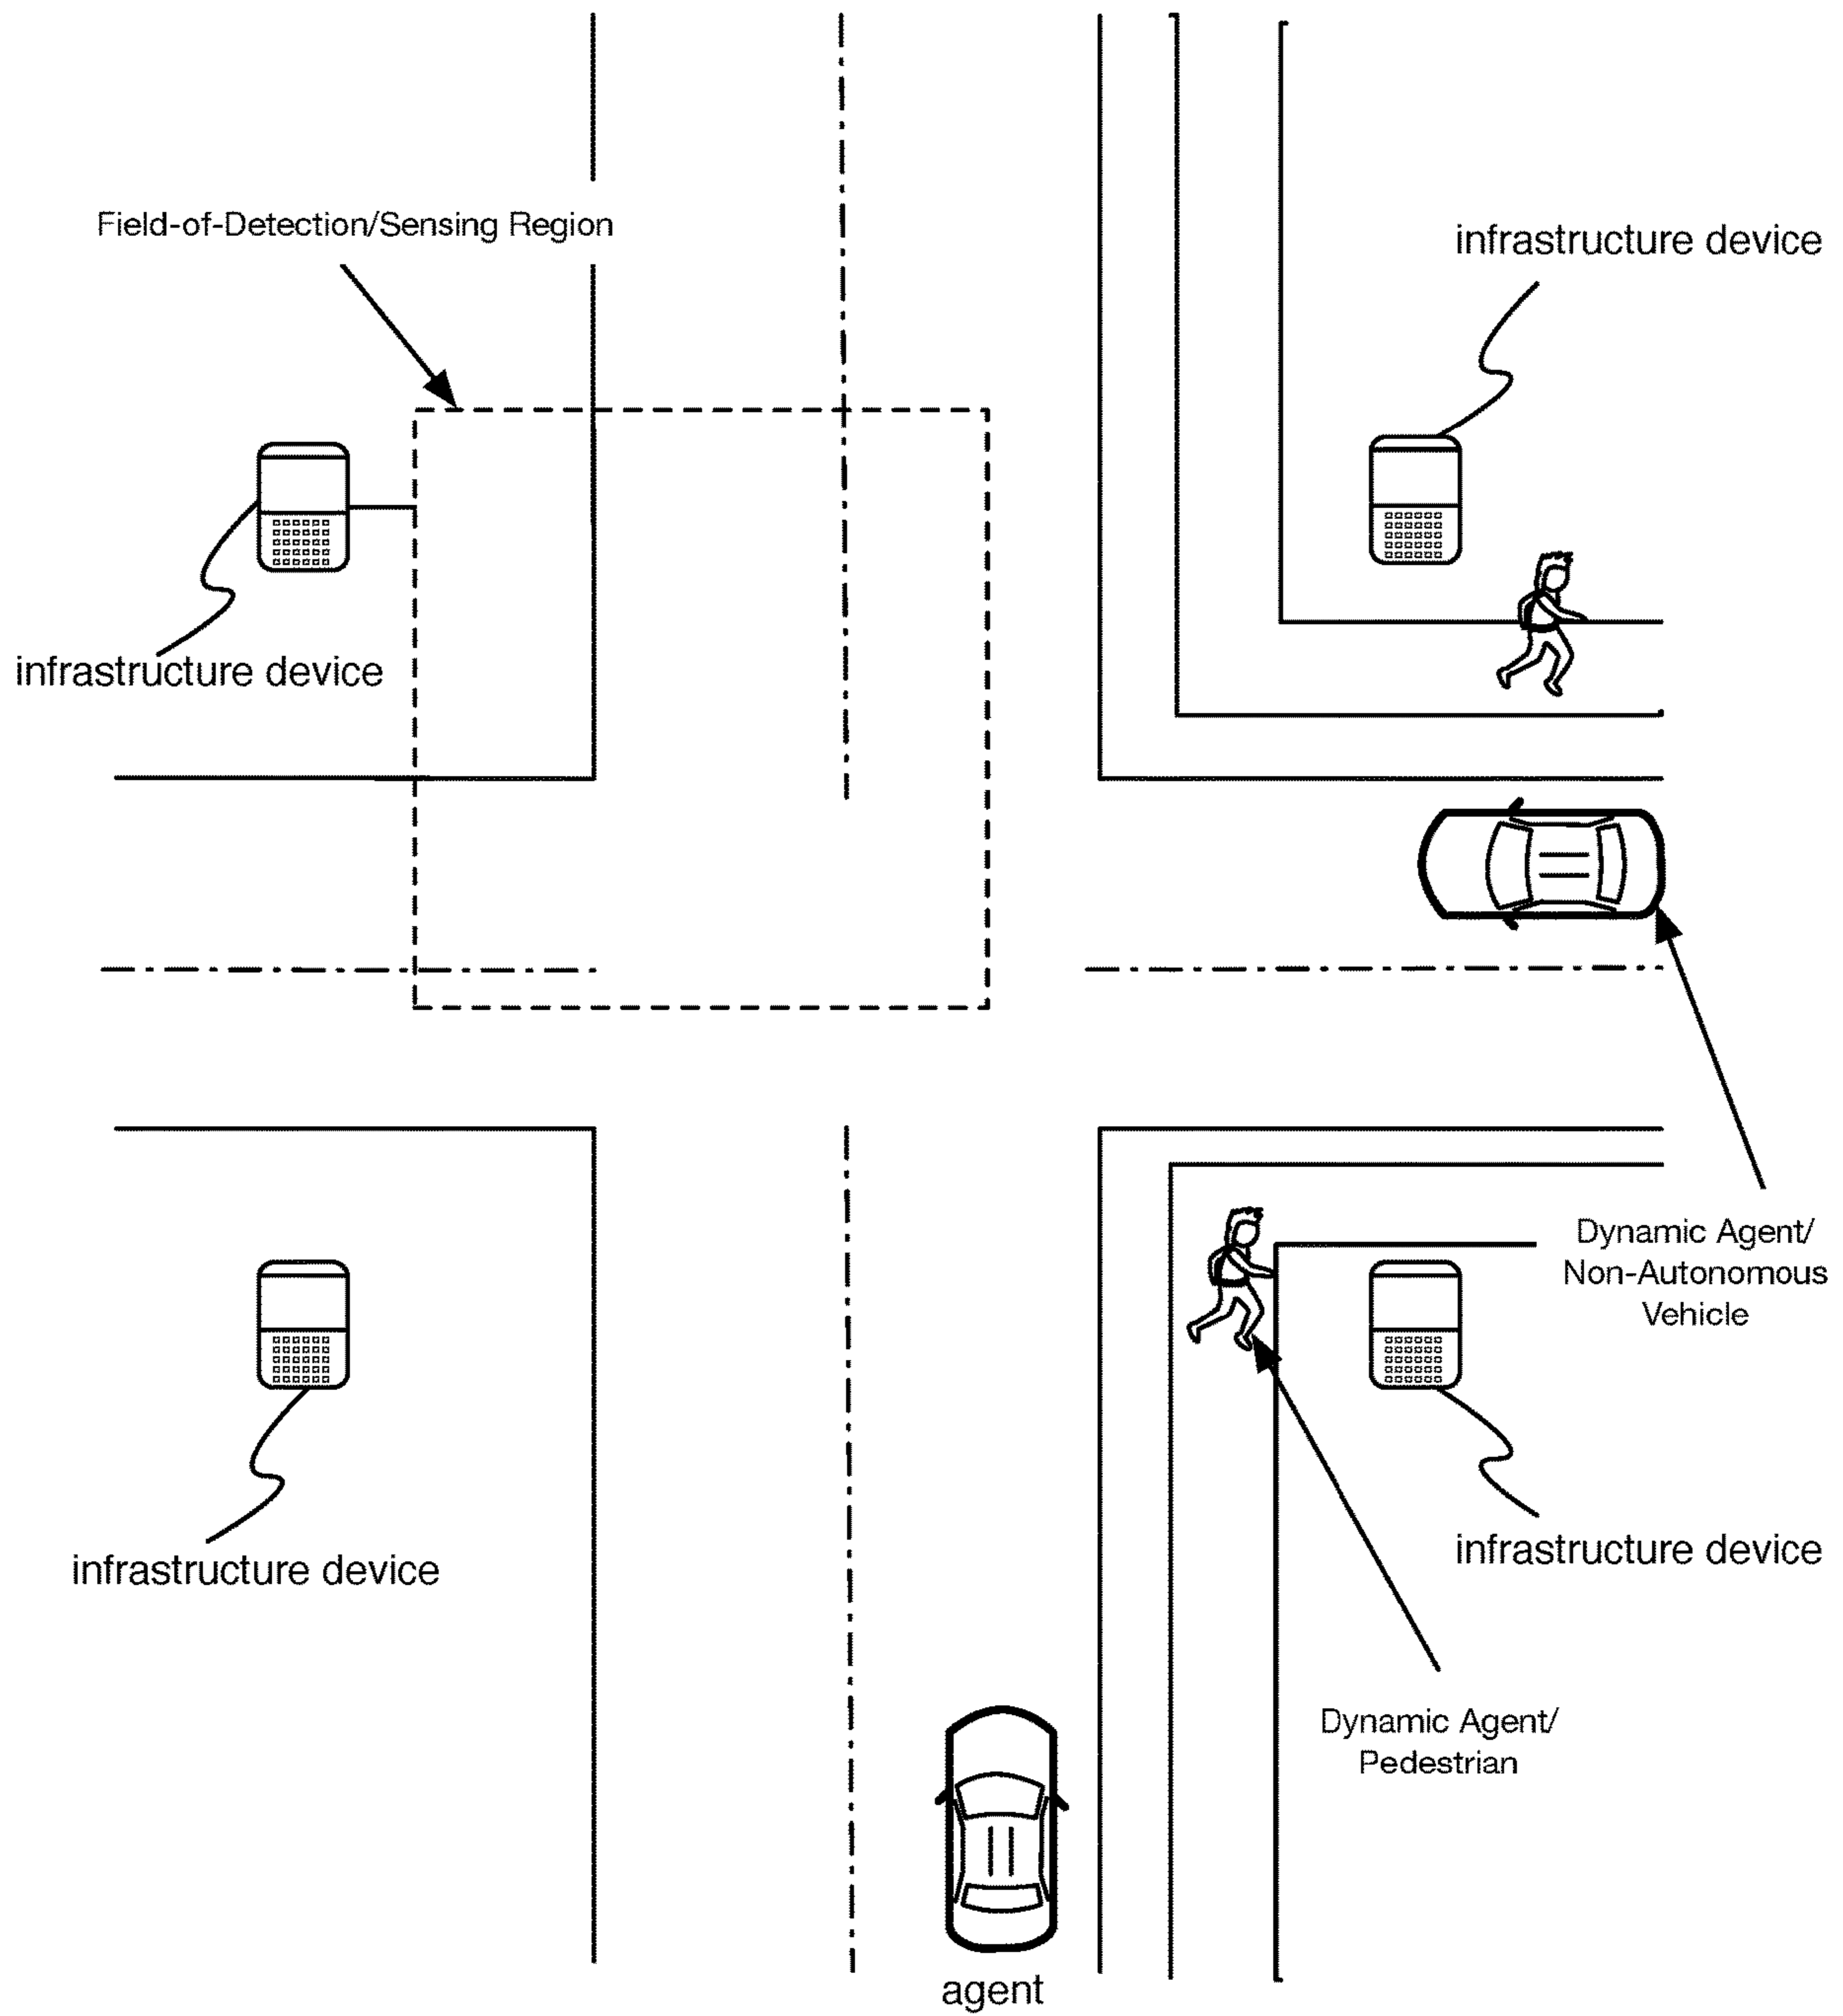 Field-of-Detection/Sensing Region
infrastructure device
infrastructure device
Dynamic Agent/
Non-Autonomous
Vehicle
infrastructure device
infrastructure device
Dynamic Agent/
Pedestrian
agent